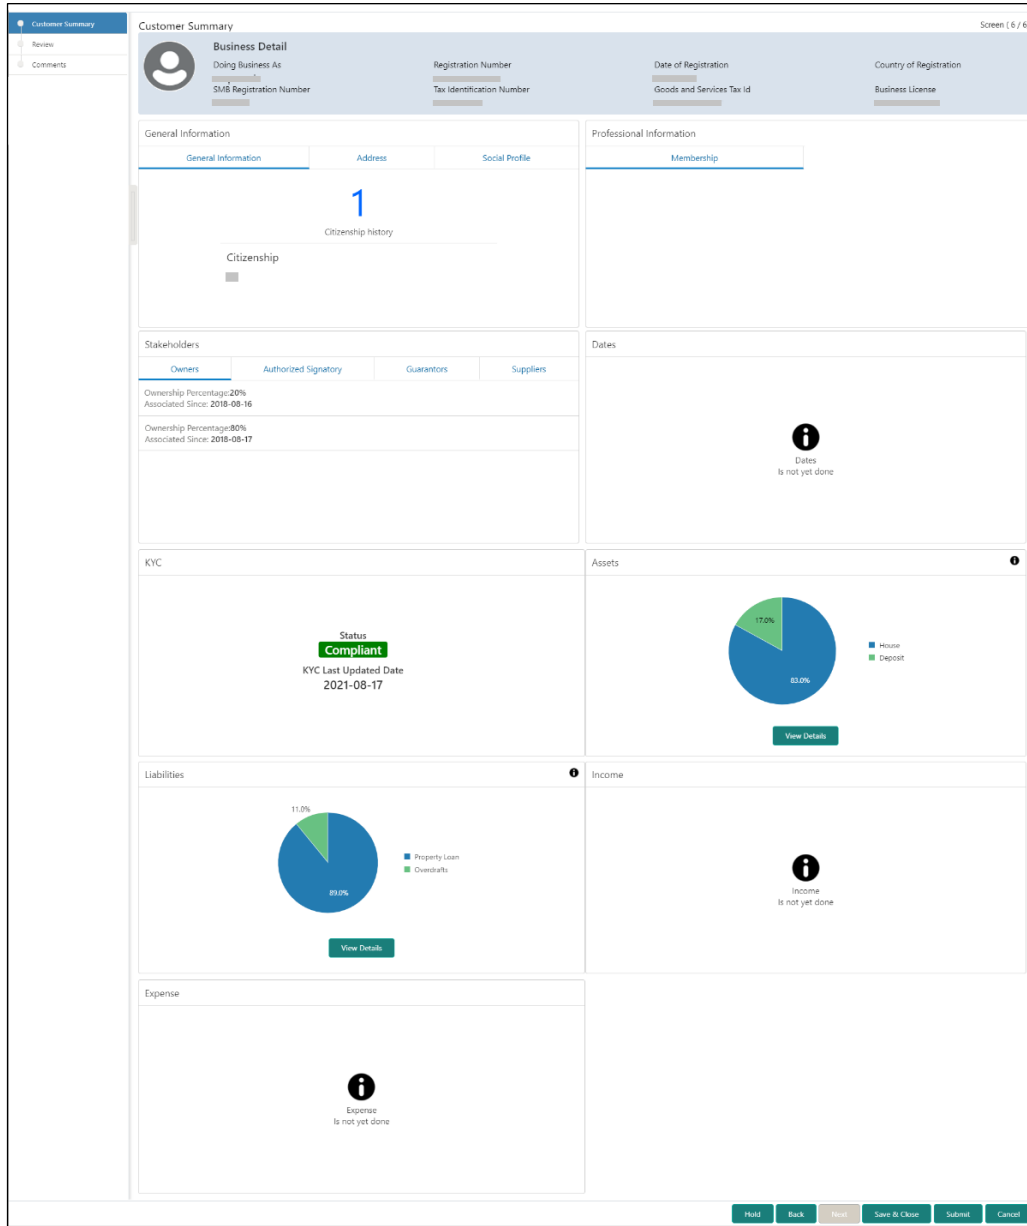 Customer Summary
Review
Comments
Customer Summary
Screen ( 6 / 6
Business Detail
Doing Business As
Registration Number
Date of Registration
Country of Registration
SMB Registration Number
Tax Identification Number
Goods and Services Tax Id
Business License
General Information
General Information
Address
Social Profile
1
Citizenship history
Citizenship
Professional Information
Membership
Stakeholders
Owners
Authorized Signatory
Guarantors
Suppliers
Ownership Percentage:20%
Associated Since: 2018-08-16
Ownership Percentage:80%
Associated Since: 2018-08-17
Dates
Dates
Is not yet done
KYC
Status
Compliant
KYC Last Updated Date
2021-08-17
Assets
17.0%
83.0%
House
Deposit
View Details
Liabilities
11.0%
89.0%
Property Loan
Overdrafts
View Details
Income
Income
Is not yet done
Expense
Expense
Is not yet done
Hold
Back
Next
Save & Close
Submit
Cancel